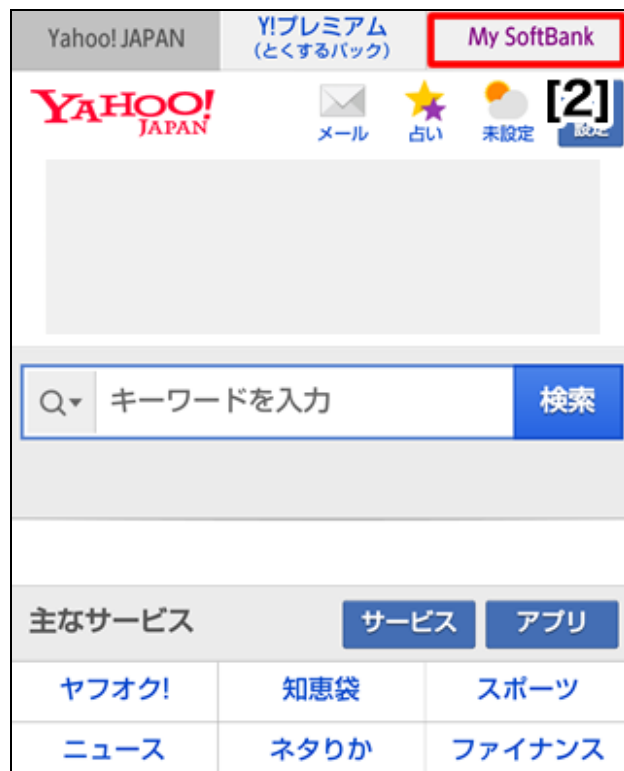 Yahoo! JAPAN
Y!プレミアム
(とくするパック)
My SoftBank
YAHOO!
JAPAN
メール
占い
未設定
設定
[2]
キーワードを入力
検索
主なサービス
サービス
アプリ
ヤフオク!
知恵袋
スポーツ
ニュース
ネタりか
ファイナンス